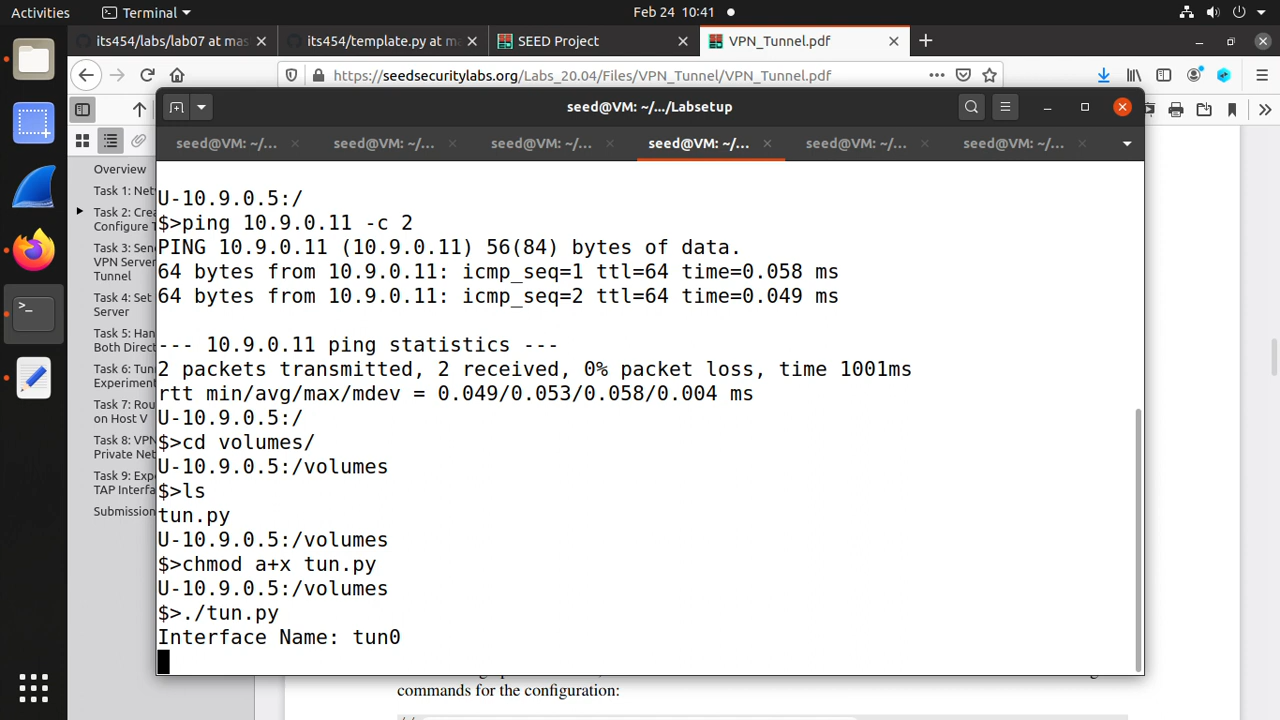 Activities
Terminal
Feb 24 10:41
its454/labs/lab07 at mas
its454/template.py at m
SEED Project
VPN_Tunnel.pdf
https://seedsecuritylabs.org/Labs_20.04/Files/VPN_Tunnel/VPN_Tunnel.pdf
seed@VM: ~/.../Labsetup
seed@VM: ~/...
seed@VM: ~/...
seed@VM: ~/...
seed@VM: ~/...
seed@VM: ~/...
seed@VM: ~/...
Overview
Task 1: Net
Task 2: Crea
Configure T
Task 3: Send
VPN Server
Tunnel
Task 4: Set
Server
Task 5: Han
Both Direct
Task 6: Tun
Experiment
Task 7: Rou
on Host V
Task 8: VPN
Private Net
Task 9: Expe
TAP Interfa
Submission
U-10.9.0.5:/
$>ping 10.9.0.11 -c 2
PING 10.9.0.11 (10.9.0.11) 56(84) bytes of data.
64 bytes from 10.9.0.11: icmp_seq=1 ttl=64 time=0.058 ms
64 bytes from 10.9.0.11: icmp_seq=2 ttl=64 time=0.049 ms
--- 10.9.0.11 ping statistics ---
2 packets transmitted, 2 received, 0% packet loss, time 1001ms
rtt min/avg/max/mdev = 0.049/0.053/0.058/0.004 ms
U-10.9.0.5:/
$>cd volumes/
U-10.9.0.5:/volumes
$>ls
tun.py
U-10.9.0.5:/volumes
$>chmod a+x tun.py
U-10.9.0.5:/volumes
$>./tun.py
Interface Name: tun0
commands for the configuration: